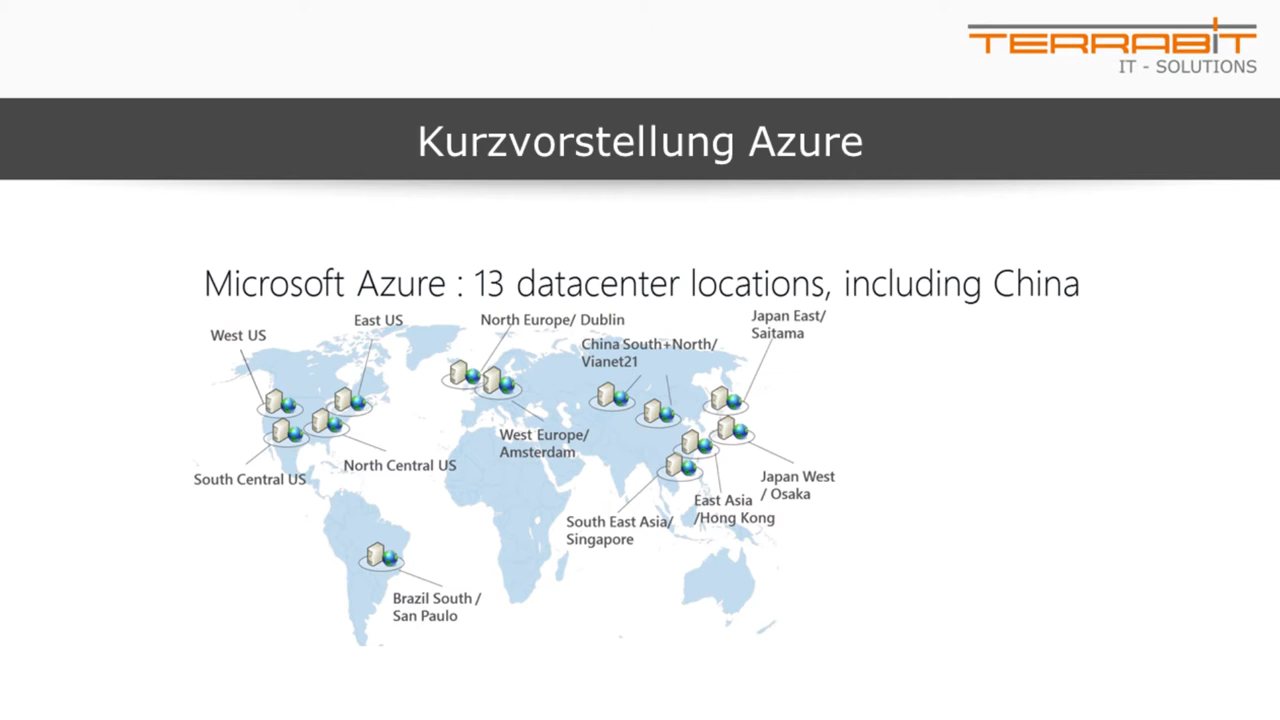 TERRABIT
IT - SOLUTIONS
Kurzvorstellung Azure
Microsoft Azure : 13 datacenter locations, including China
West US
East US
North Europe/ Dublin
China South+North/
Vianet21
Japan East/
Saitama
West Europe/
Amsterdam
South Central US
North Central US
Japan West
/ Osaka
East Asia
/Hong Kong
South East Asia/
Singapore
Brazil South /
San Paulo